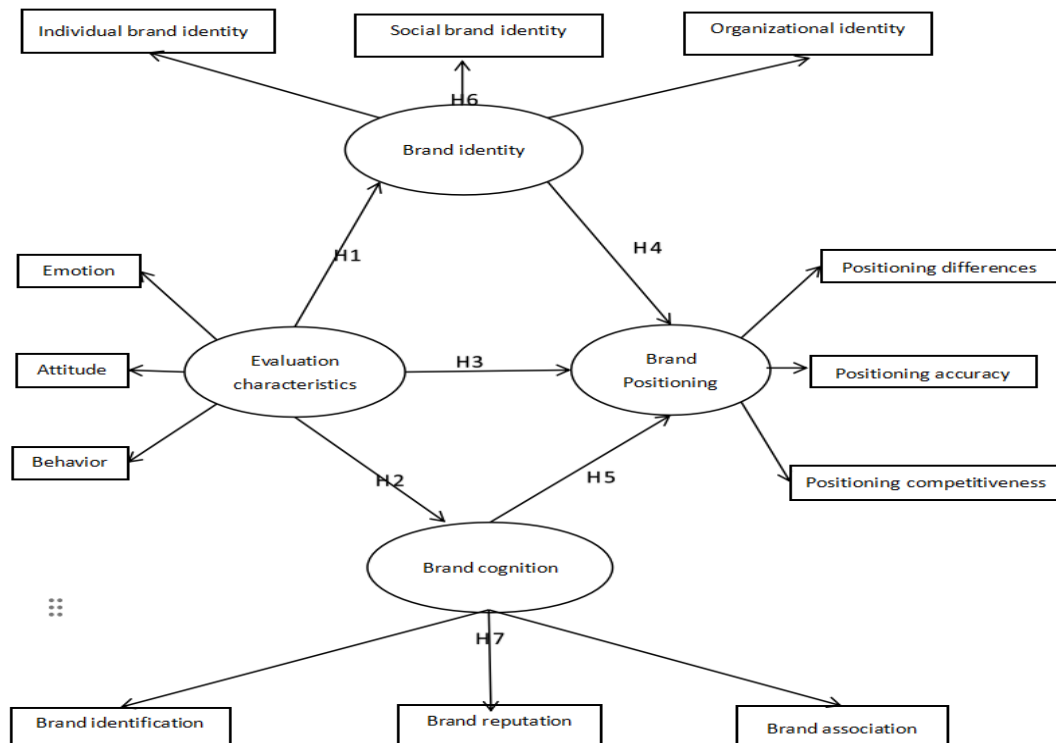 Individual brand identity
Social brand identity
Organizational identity
H6
Brand identity
H1
H4
Emotion
Positioning differences
Attitude
Evaluation
characteristics
H3
Brand
Positioning
Positioning accuracy
Behavior
H2
H5
Positioning competitiveness
Brand cognition
H7
Brand identification
Brand reputation
Brand association